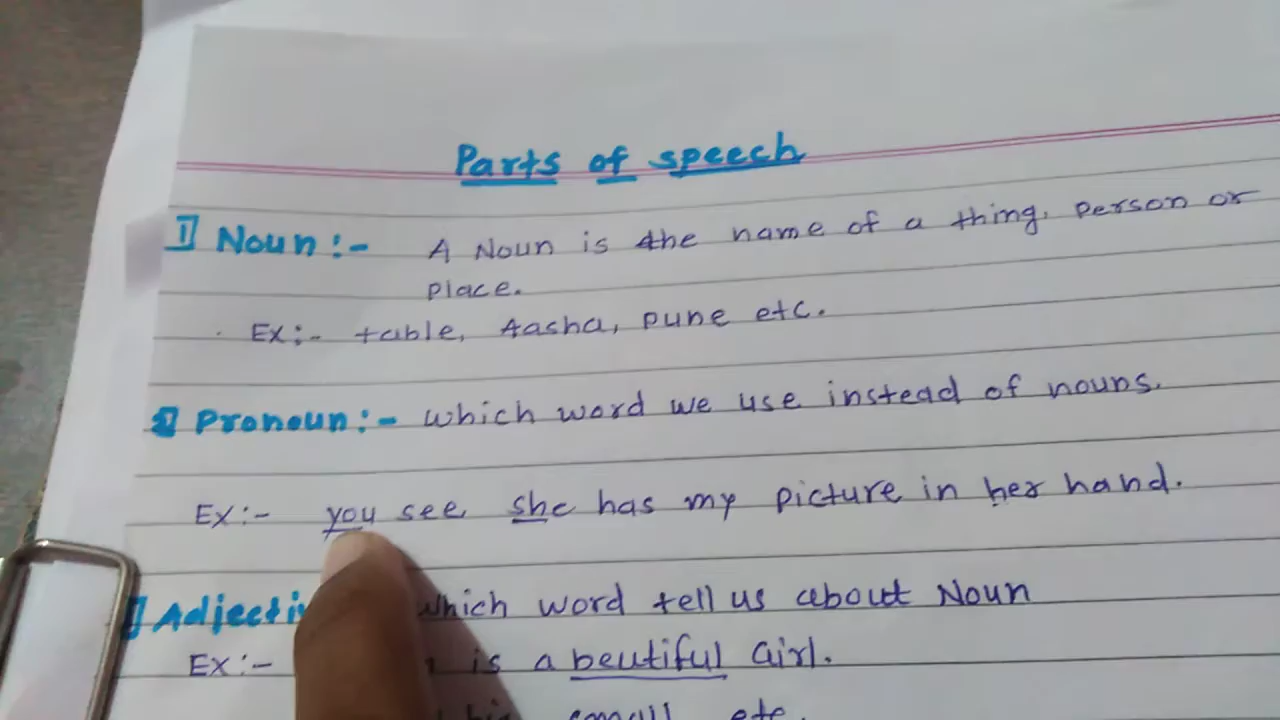 Parts of speech
1] Noun :- A Noun is the name of a thing, person or
place.
Ex:- table, Aasha, Pune etc.
Pronoun :- which word we use instead of nouns.
Ex:- you see she has my picture in her hand.
which word tell us about Noun
Ex:- is a beutiful Girl.
small etc.